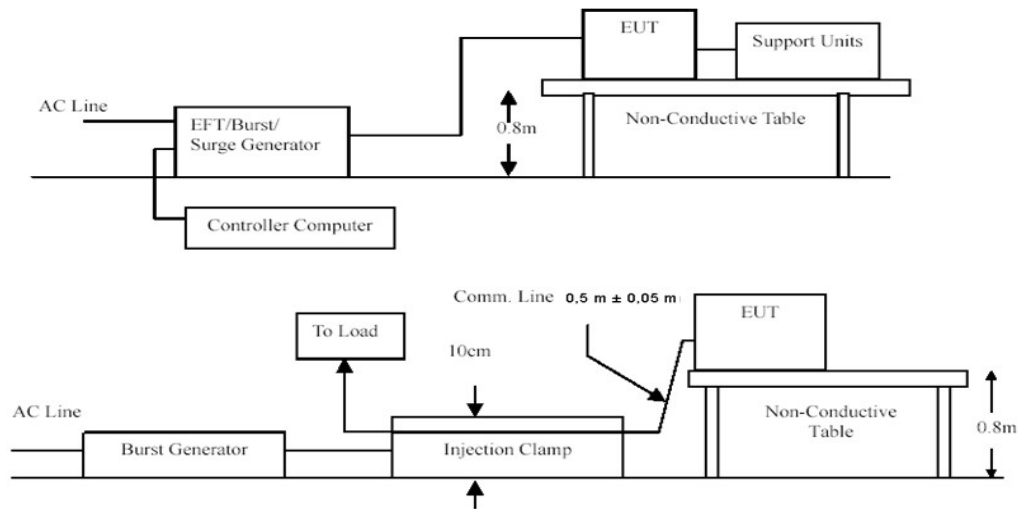 EUT
Support Units
AC Line
EFT/Burst/
Surge Generator
0.8m
Non-Conductive Table
Controller Computer
Comm. Line 0,5 m ± 0,05 m
EUT
To Load
10cm
AC Line
Non-Conductive
Table
0.8m
Burst Generator
Injection Clamp